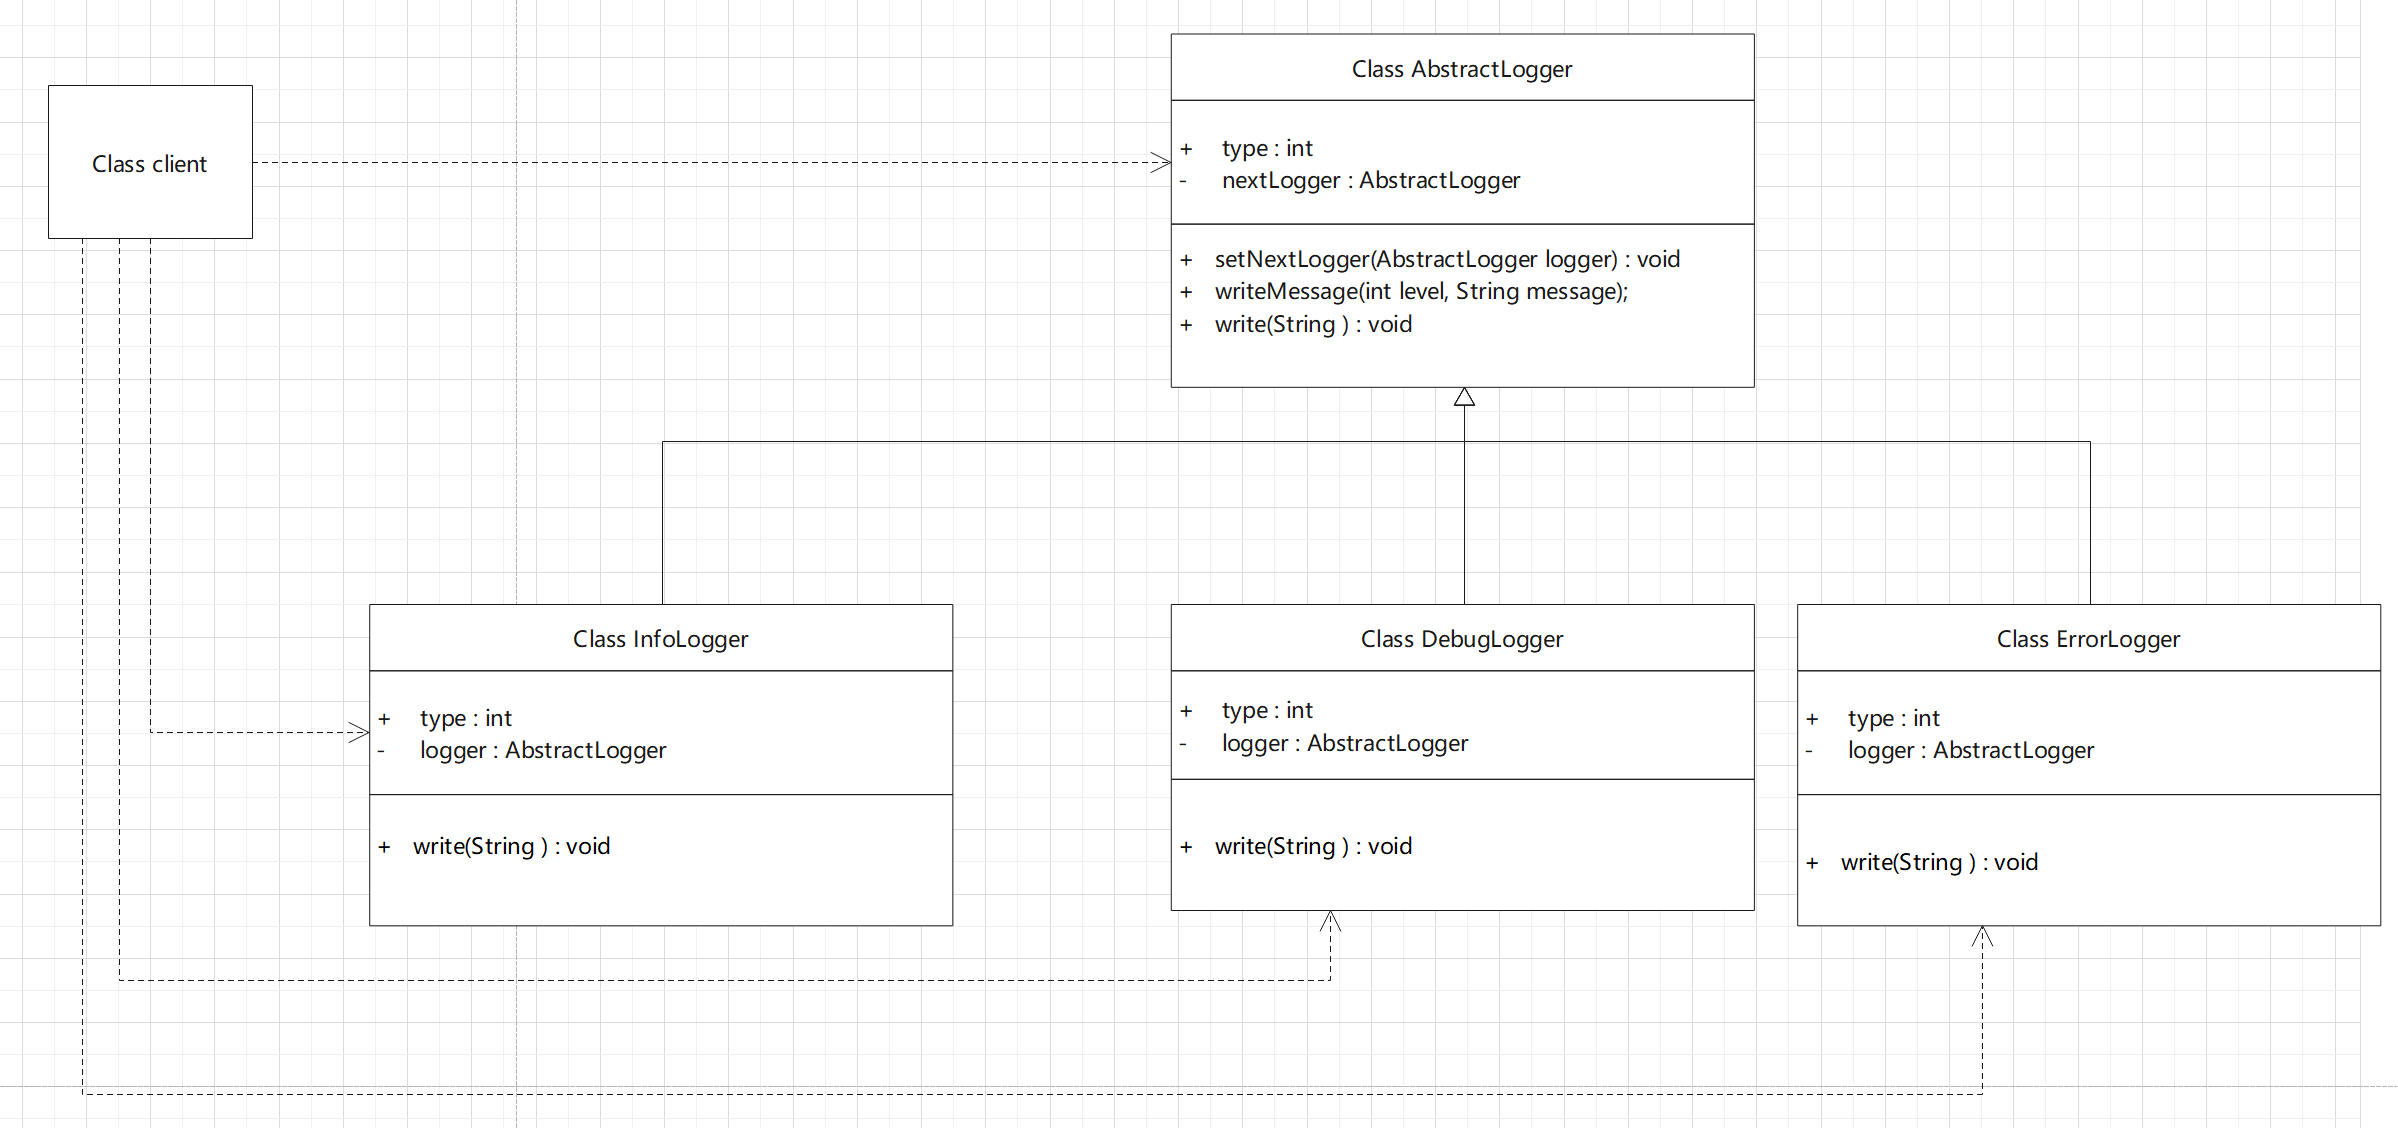 Class client
Class AbstractLogger
+ type : int
- nextLogger : AbstractLogger
+ setNextLogger(AbstractLogger logger) : void
+ writeMessage(int level, String message);
+ write(String ) : void
Class InfoLogger
+ type : int
- logger : AbstractLogger
+ write(String ) : void
Class DebugLogger
+ type : int
- logger : AbstractLogger
+ write(String ) : void
Class ErrorLogger
+ type : int
- logger : AbstractLogger
+ write(String ) : void